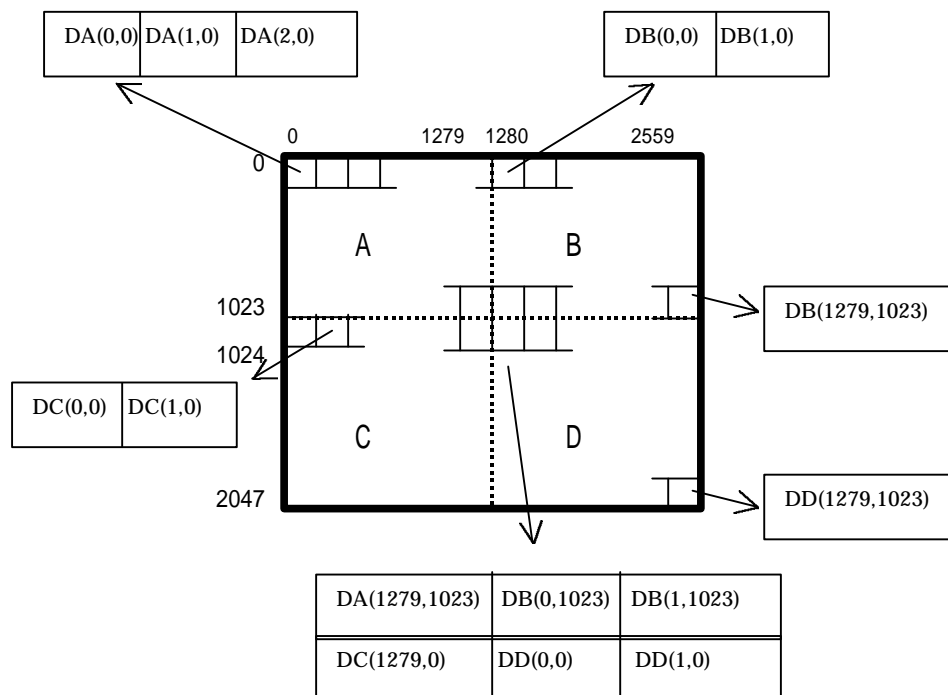 DA(0,0) DA(1,0) DA(2,0)
DB(0,0) DB(1,0)
0 1279 1280 2559
0
A B
1023
DB(1279,1023)
1024
DC(0,0) DC(1,0)
C D
2047
DD(1279,1023)
DA(1279,1023) DB(0,1023) DB(1,1023)
DC(1279,0) DD(0,0) DD(1,0)